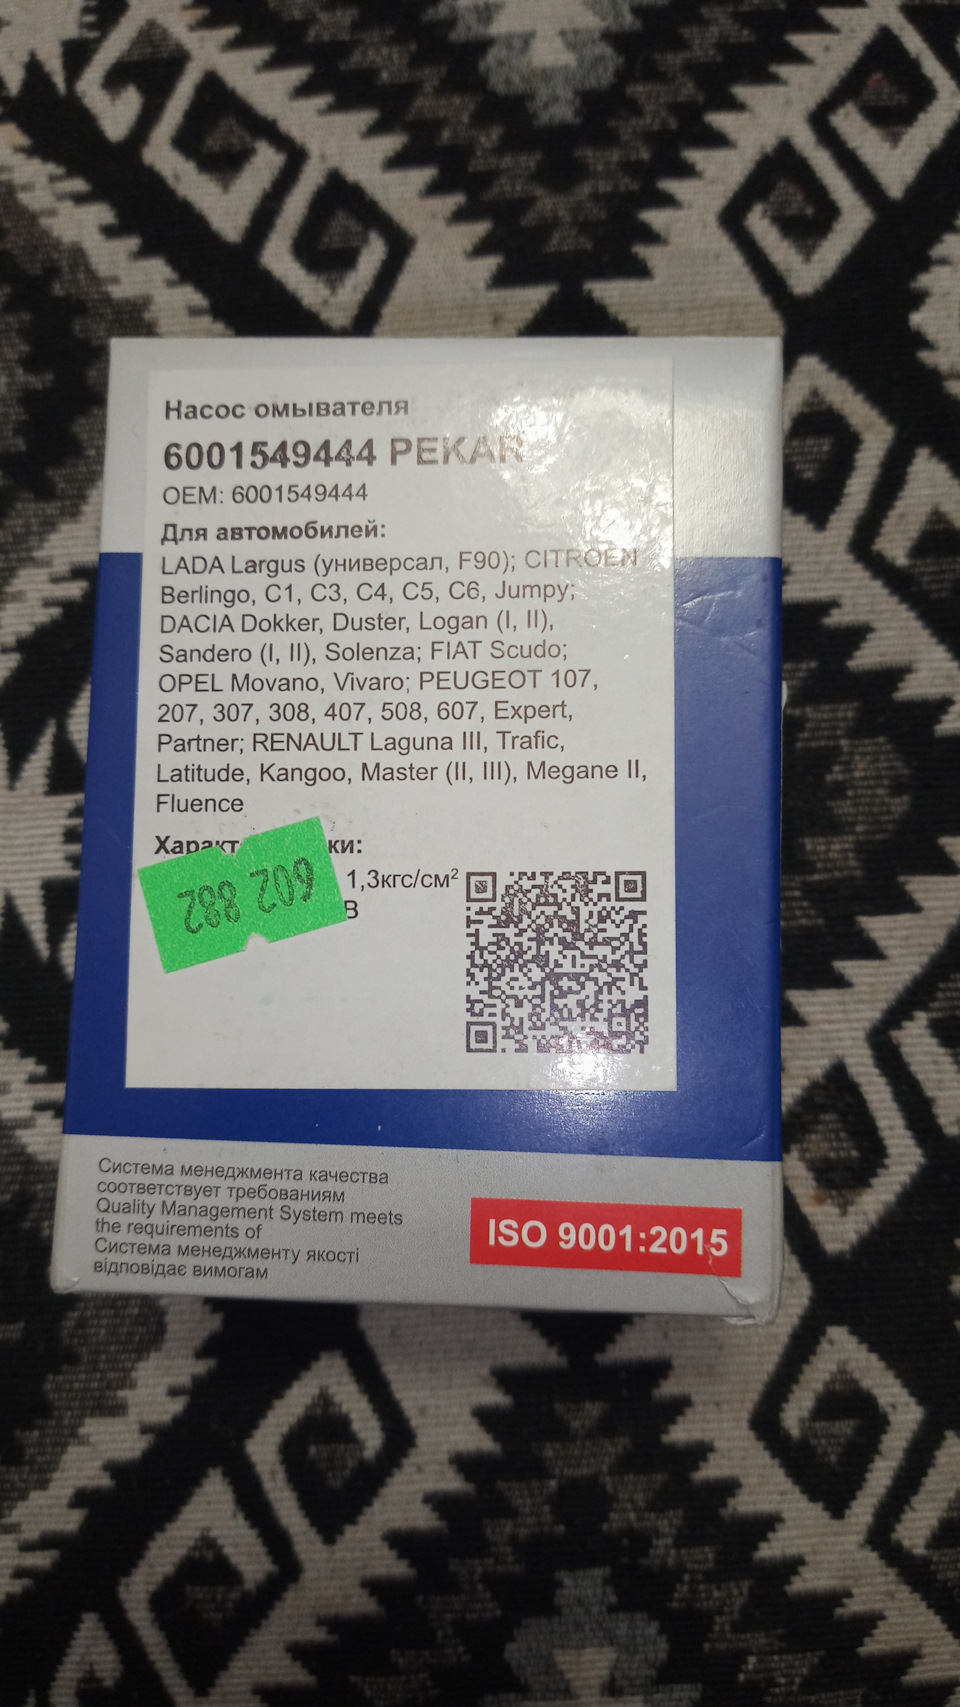 Насос омывателя
6001549444 PEKAR
OEM: 6001549444
Для автомобилей:
LADA Largus (универсал, F90); CITROEN
Berlingo, C1, C3, C4, C5, C6, Jumpy;
DACIA Dokker, Duster, Logan (I, II),
Sandero (I, II), Solenza; FIAT Scudo;
OPEL Movano, Vivaro; PEUGEOT 107,
207, 307, 308, 407, 508, 607, Expert,
Partner; RENAULT Laguna III, Trafic,
Latitude, Kangoo, Master (II, III), Megane II,
Fluence
1,3кгс/см²
В
602 882
Система менеджмента качества
соответствует требованиям
Quality Management System meets
the requirements of
Система менеджменту якості
відповідає вимогам
ISO 9001:2015